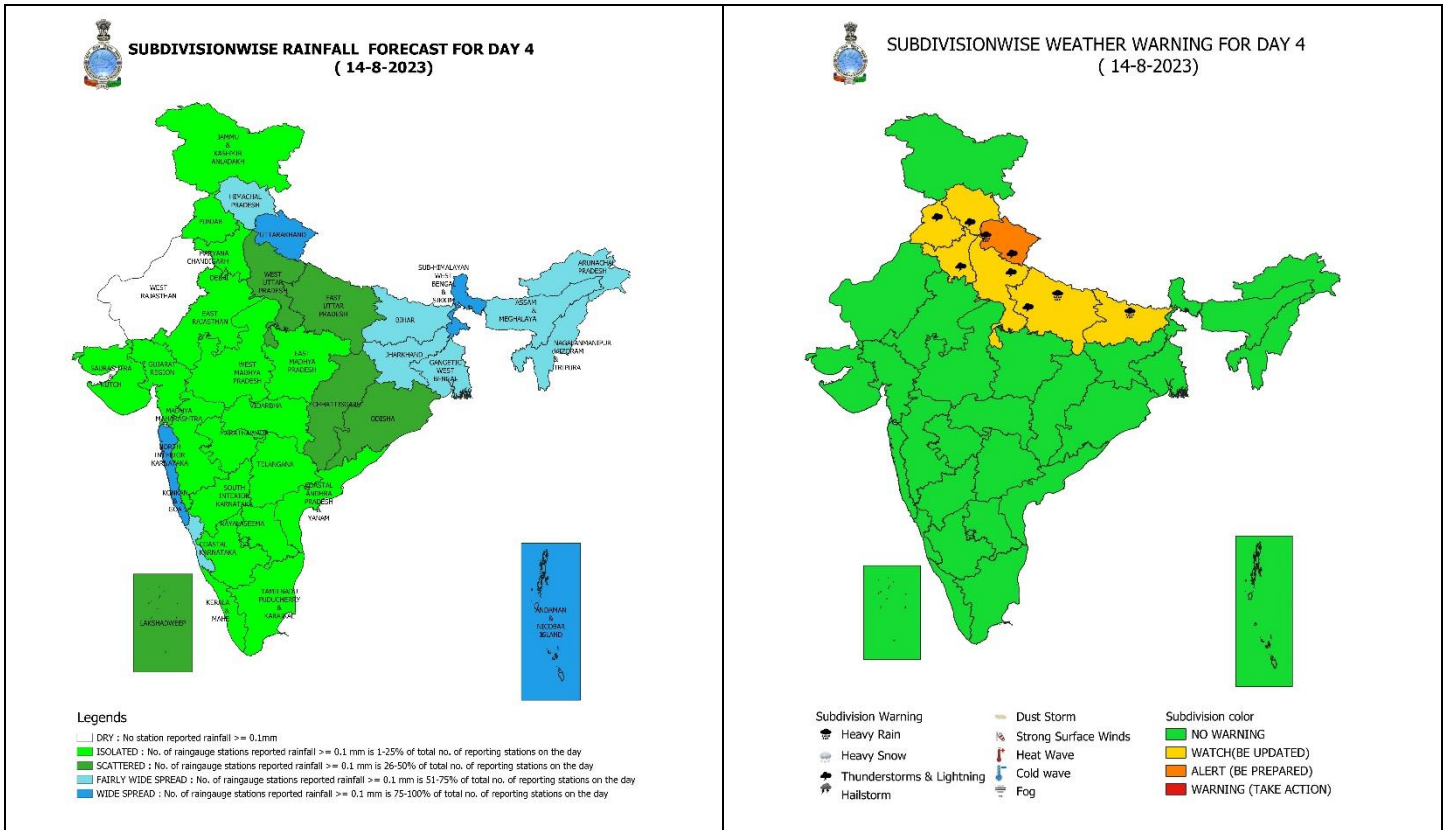 SUBDIVISIONWISE RAINFALL FORECAST FOR DAY 4
( 14-8-2023)
JAMMU
&
KASHMIR
ANLADAKH
HIMACHAL
PRADESH
PUNJAB
UTTARAKHAND
HARYANA
CHANDIGARH
&
DELHI
WEST
UTTAR
PRADESH
WEST
RAJASTHAN
EAST
UTTAR
PRADESH
SUB-HIMALAYAN
WEST
BENGAL
&
SIKKIM
ARUNACHAL
PRADESH
ASSAM
&
MEGHALAYA
EAST
RAJASTHAN
BIHAR
NAGALANMANIPUR
MIZORAM
&
TRIPURA
SAURASHTRA
&
KUTCH
GUJARAT
REGION
WEST
MADHYA
PRADESH
EAST
MADHYA
PRADESH
JHARKHAND
GANGETIC
WEST
BENGAL
MADHYA
MAHARASHTRA
VIDARBHA
CHHATTISGARH
ODISHA
MARATHAWADA
NORTH
INTERIOR
KARNATAKA
TELANGANA
KONKAN
&
GOA
SOUTH
INTERIOR
KARNATAKA
COASTAL
ANDHRA
PRADESH
&
YANAM
RAYALASEEMA
COASTAL
KARNATAKA
KERALA
&
MAHE
TAMILNADU
PUDUCHERRY
&
KARAIKAL
LAKSHADWEEP
ANDAMAN
&
NICOBAR
ISLAND
Legends
DRY : No station reported rainfall >= 0.1mm
ISOLATED : No. of raingauge stations reported rainfall >= 0.1 mm is 1-25% of total no. of reporting stations on the day
SCATTERED : No. of raingauge stations reported rainfall >= 0.1 mm is 26-50% of total no. of reporting stations on the day
FAIRLY WIDE SPREAD : No. of raingauge stations reported rainfall >= 0.1 mm is 51-75% of total no. of reporting stations on the day
WIDE SPREAD : No. of raingauge stations reported rainfall >= 0.1 mm is 75-100% of total no. of reporting stations on the day
SUBDIVISIONWISE WEATHER WARNING FOR DAY 4
( 14-8-2023)
Subdivision Warning
Heavy Rain
Heavy Snow
Thunderstorms & Lightning
Hailstorm
Dust Storm
Strong Surface Winds
Heat Wave
Cold wave
Fog
Subdivision color
NO WARNING
WATCH(BE UPDATED)
ALERT (BE PREPARED)
WARNING (TAKE ACTION)